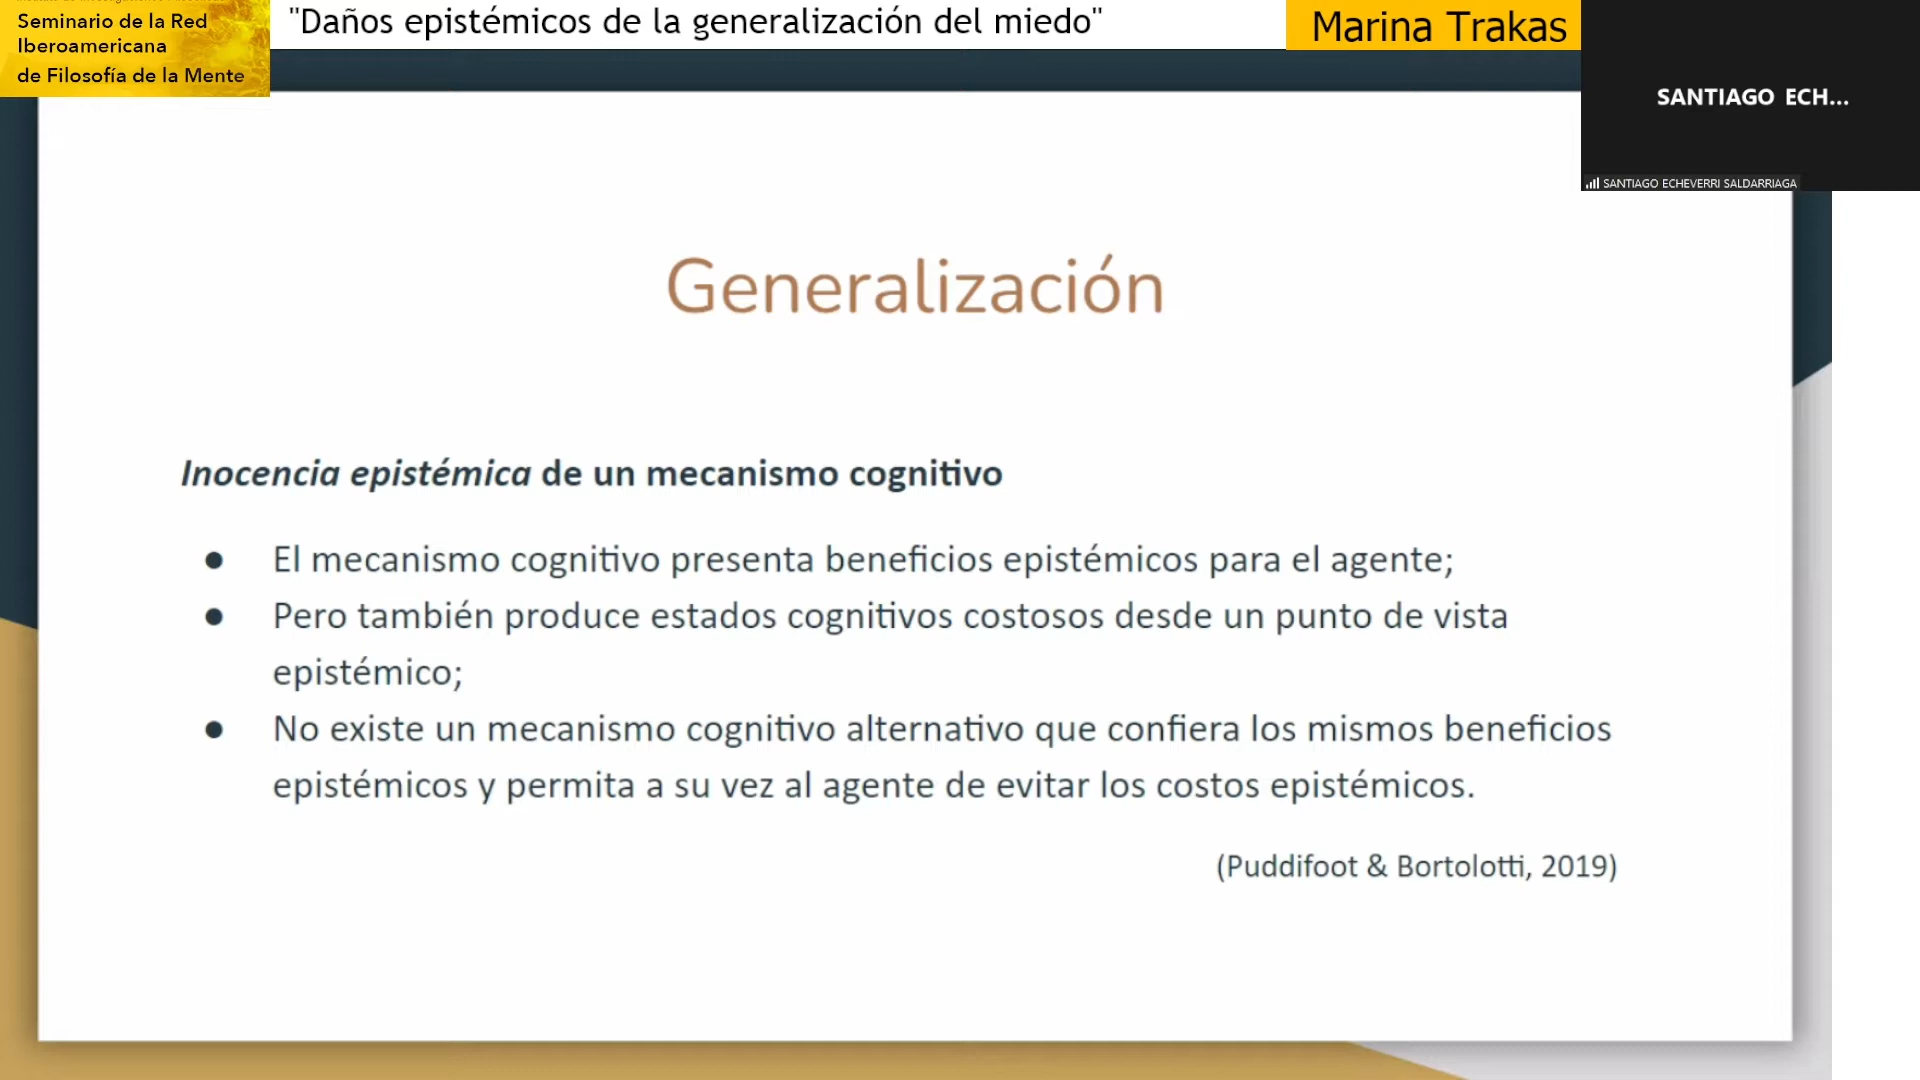 Seminario de la Red
Iberoamericana
de Filosofía de la Mente
"Daños epistémicos de la generalización del miedo"
Marina Trakas
SANTIAGO ECH...
SANTIAGO ECHEVERRI SALDARRIAGA
Generalización
Inocencia epistémica de un mecanismo cognitivo
● El mecanismo cognitivo presenta beneficios epistémicos para el agente;
● Pero también produce estados cognitivos costosos desde un punto de vista
epistémico;
● No existe un mecanismo cognitivo alternativo que confiera los mismos beneficios
epistémicos y permita a su vez al agente de evitar los costos epistémicos.
(Puddifoot & Bortolotti, 2019)